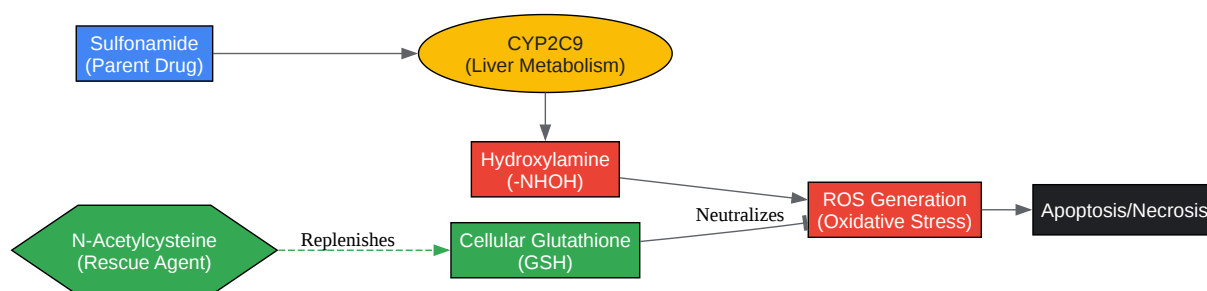 Sulfonamide
(Parent Drug)
CYP2C9
(Liver Metabolism)
Hydroxylamine
(-NHOH)
ROS Generation
(Oxidative Stress)
Apoptosis/Necrosis
Neutralizes
N-Acetylcysteine
(Rescue Agent)
Replenishes
Cellular Glutathione
(GSH)